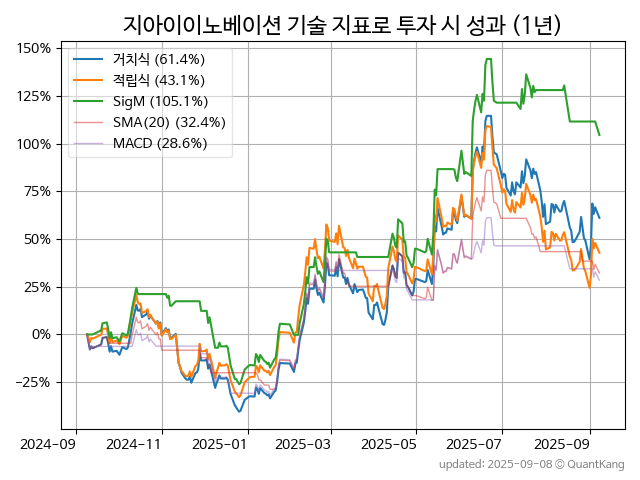 지아이이노베이션 기술 지표로 투자 시 성과 (1년)
150%
125%
100%
75%
50%
25%
0%
−25%
거치식 (61.4%)
적립식 (43.1%)
SigM (105.1%)
SMA(20) (32.4%)
MACD (28.6%)
2024-09
2024-11
2025-01
2025-03
2025-05
2025-07
2025-09
updated: 2025-09-08 © QuantKang